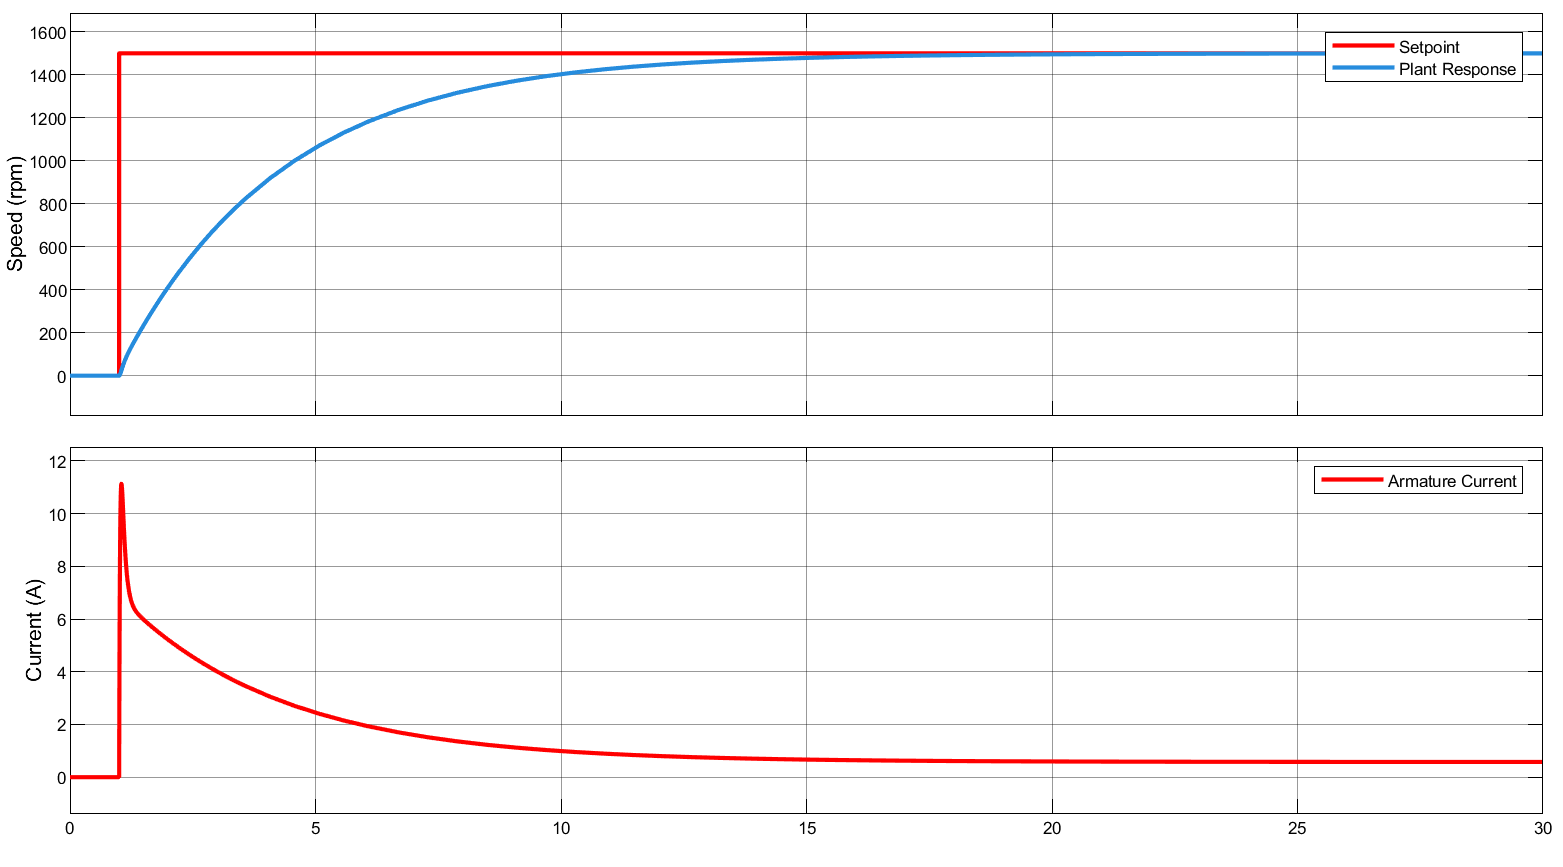 1600
1400
1200
1000
800
600
400
200
0
Speed (rpm)
Setpoint
Plant Response
12
10
8
6
4
2
0
Current (A)
Armature Current
0 5 10 15 20 25 30